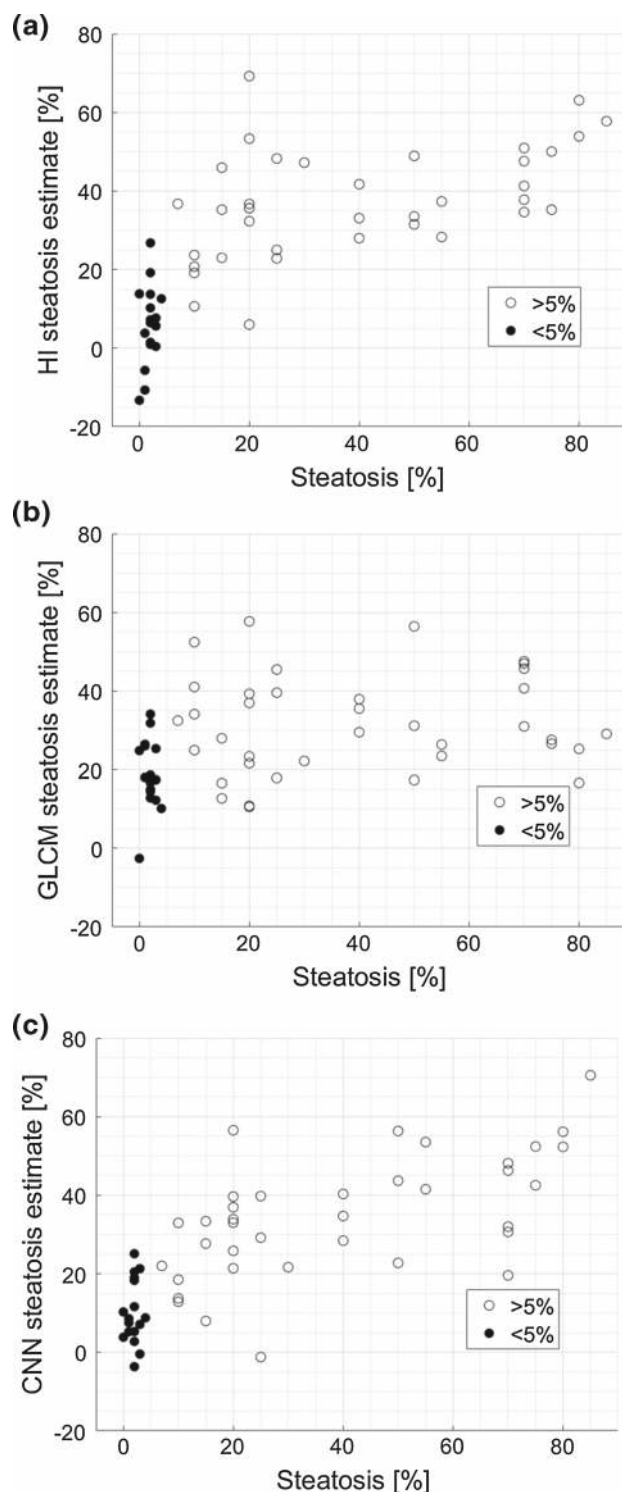 (a)
80
60
40
20
0
-20
HI steatosis estimate [%]
>5%
<5%
0 20 40 60 80
Steatosis [%]
(b)
80
60
40
20
0
-20
GLCM steatosis estimate [%]
>5%
<5%
0 20 40 60 80
Steatosis [%]
(c)
80
60
40
20
0
-20
CNN steatosis estimate [%]
>5%
<5%
0 20 40 60 80
Steatosis [%]